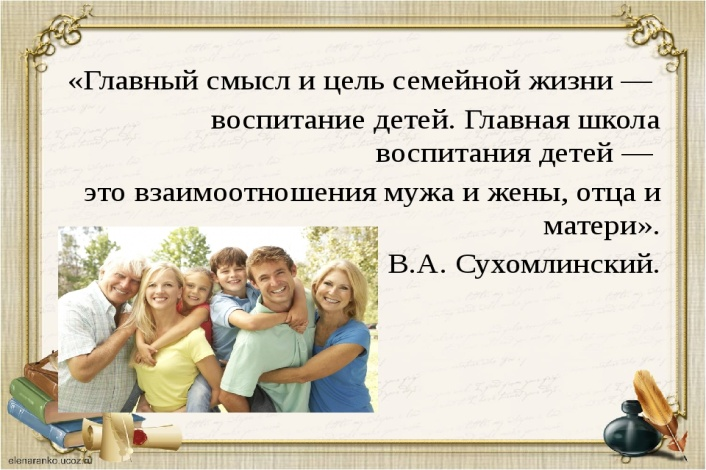 «Главный смысл и цель семейной жизни —
воспитание детей. Главная школа
воспитания детей —
это взаимоотношения мужа и жены, отца и
матери».
В.А. Сухомлинский.
elenaranko.ucoz.ru